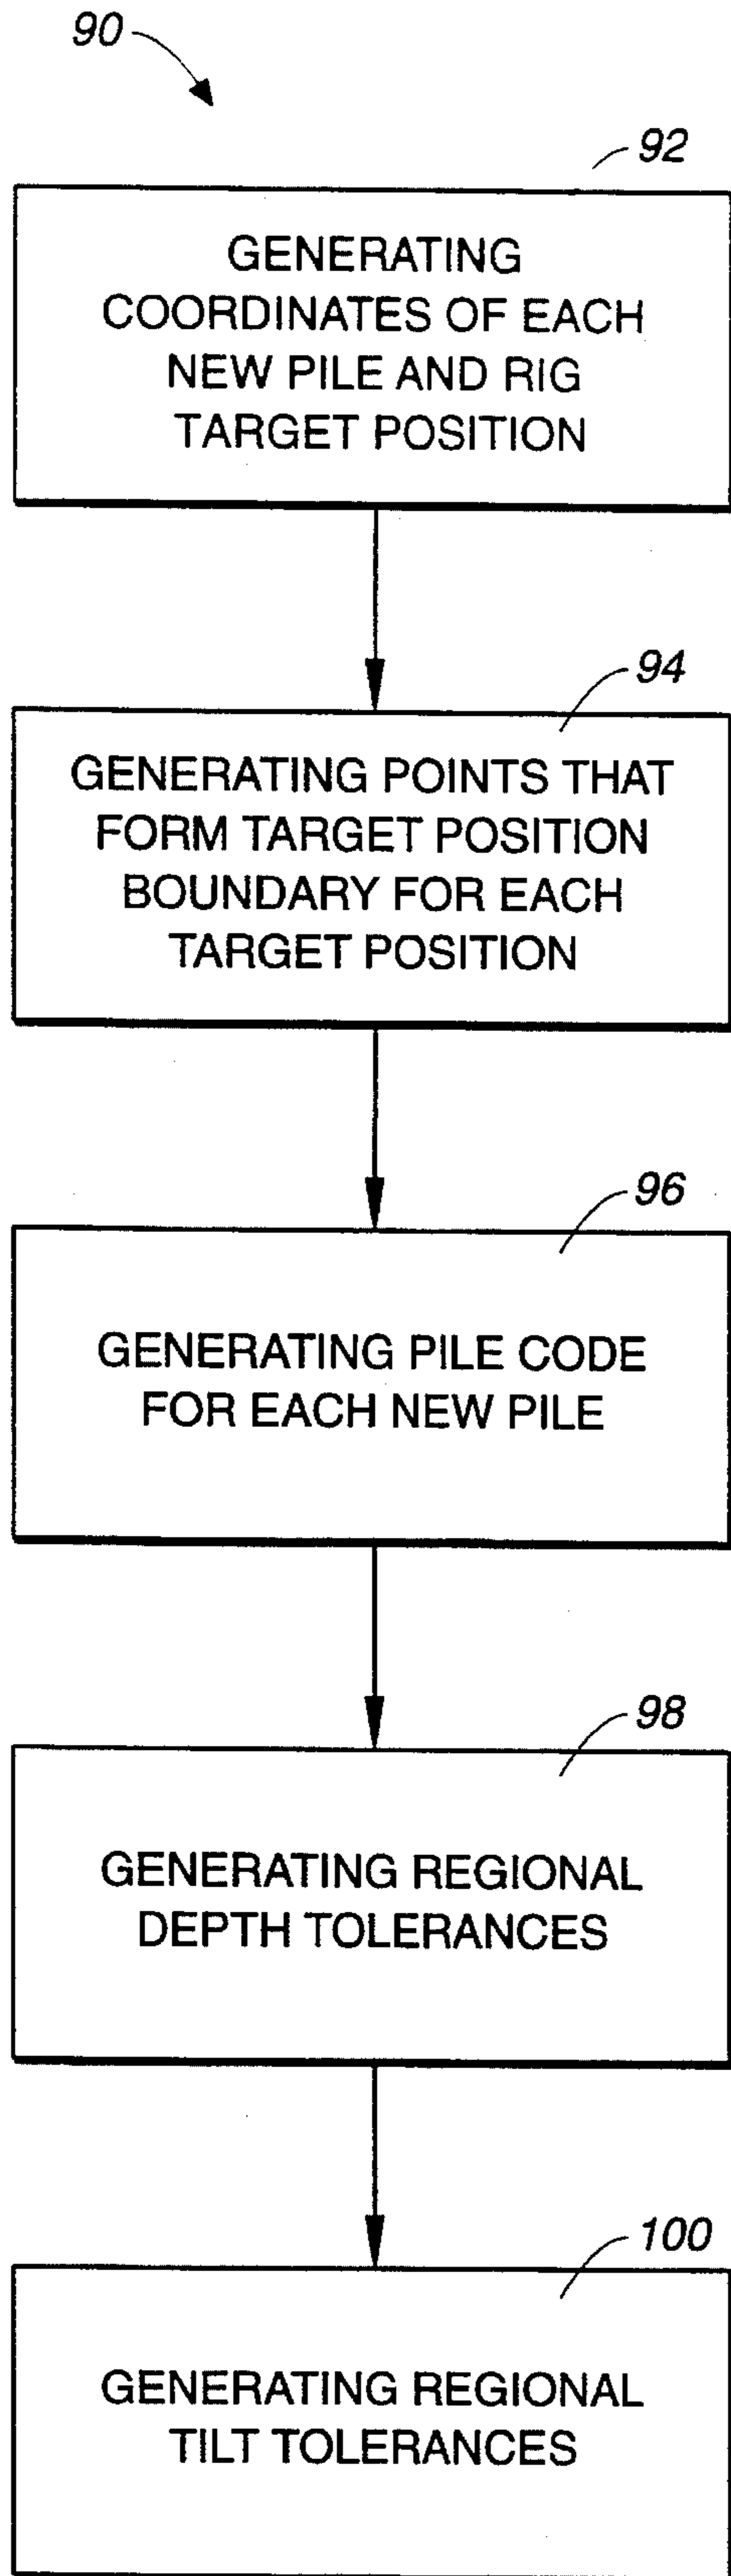 90
92
GENERATING
COORDINATES OF EACH
NEW PILE AND RIG
TARGET POSITION
94
GENERATING POINTS THAT
FORM TARGET POSITION
BOUNDARY FOR EACH
TARGET POSITION
96
GENERATING PILE CODE
FOR EACH NEW PILE
98
GENERATING REGIONAL
DEPTH TOLERANCES
100
GENERATING REGIONAL
TILT TOLERANCES